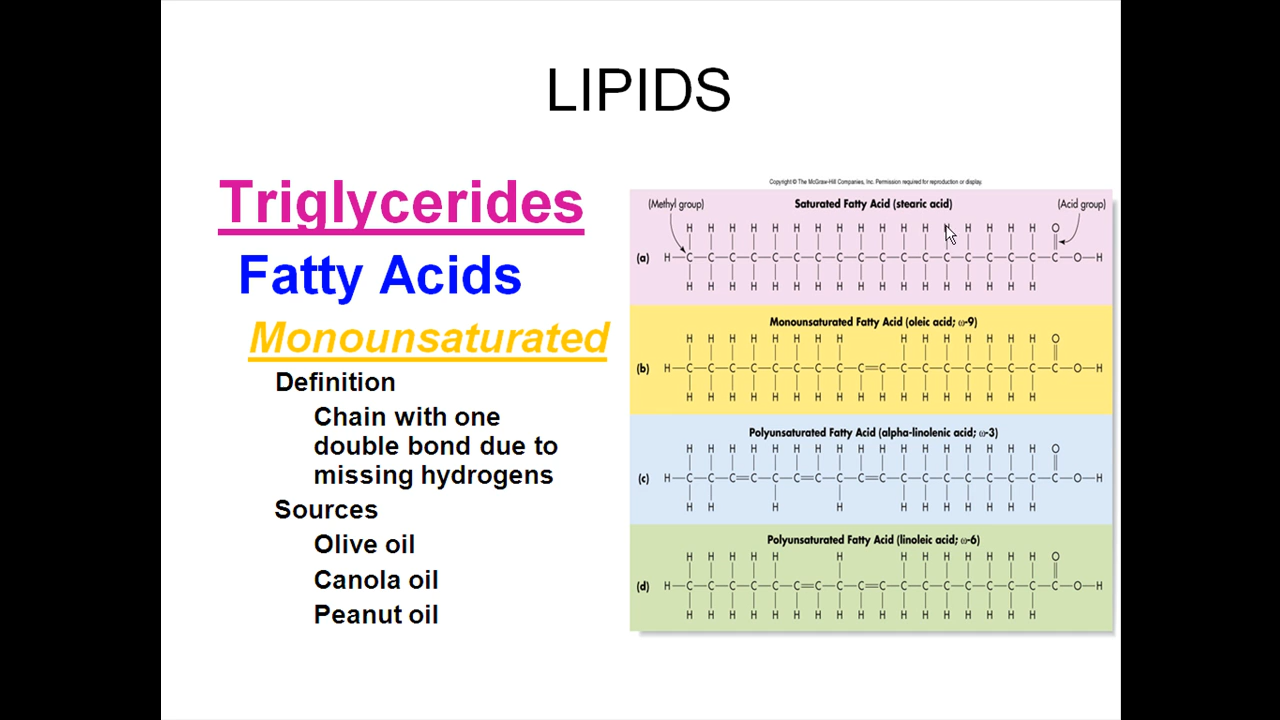 LIPIDS
Triglycerides
Fatty Acids
Monounsaturated
Definition
Chain with one
double bond due to
missing hydrogens
Sources
Olive oil
Canola oil
Peanut oil
Copyright © The McGraw-Hill Companies, Inc. Permission required for reproduction or display.
Saturated Fatty Acid (stearic acid)
(Methyl group)
(Acid group)
H H H H H H H H H H H H H H H H H O
(a) H—C—C—C—C—C—C—C—C—C—C—C—C—C—C—C—C—C—C—O—H
H H H H H H H H H H H H H H H H H
Monounsaturated Fatty Acid (oleic acid; ω-9)
H H H H H H H H H H H H H H H O
(b) H—C—C—C—C—C—C—C—C—C=C—C—C—C—C—C—C—C—C—O—H
H H H H H H H H H H H H H H H H H
Polyunsaturated Fatty Acid (alpha-linolenic acid; ω-3)
H H H H H H H H H H H O
(c) H—C—C—C=C—C—C=C—C—C=C—C—C—C—C—C—C—C—C—O—H
H H H H H H H H H H H
Polyunsaturated Fatty Acid (linoleic acid; ω-6)
H H H H H H H H H H H H H O
(d) H—C—C—C—C—C—C=C—C—C=C—C—C—C—C—C—C—C—C—O—H
H H H H H H H H H H H H H H H H H